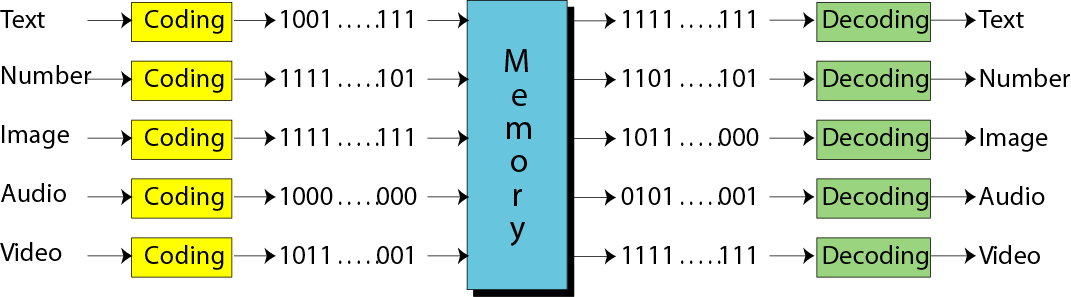 Text Coding 1001 .....111 1111 .....111 Decoding Text
Number Coding 1111 .....101 1101 .....101 Decoding Number
Image Coding 1111 .....111 1011 .....000 Decoding Image
Audio Coding 1000 .....000 0101 .....001 Decoding Audio
Video Coding 1011 .....001 1111 .....111 Decoding Video
Memory